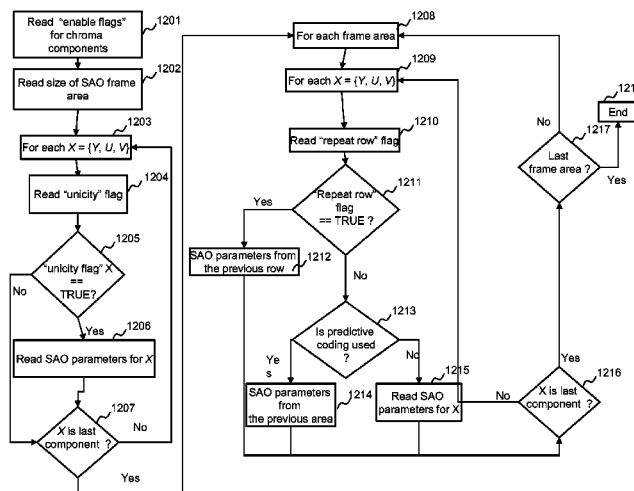 1201
Read "enable flags"
for chroma
components
1202
Read size of SAO frame
area
1203
For each X = {Y, U, V}
1204
Read "unicity" flag
1205
"unicity flag" X
==
TRUE?
No
Yes
1206
Read SAO parameters for X
1207
X is last
component ?
No
Yes
1208
For each frame area
1209
For each X = {Y, U, V}
1210
Read "repeat row" flag
1211
"Repeat row"
flag
== TRUE ?
Yes
No
SAO parameters from
the previous row
1212
1213
Is predictive
coding used
?
Ye
s
No
SAO parameters
from
the previous area
1214
1215
Read SAO
parameters for X
1216
X is last
component ?
No
Yes
1217
Last
frame area ?
No
Yes
121
End